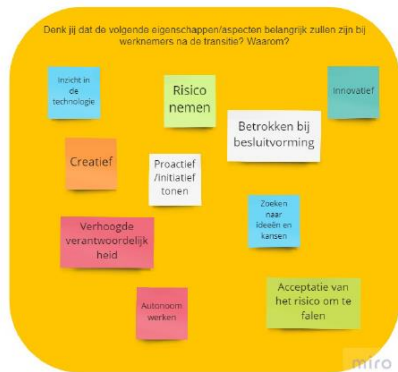 Denk jij dat de volgende eigenschappen/aspecten belangrijk zullen zijn bij
werknemers na de transitie? Waarom?
Inzicht in
de
technologie
Risico
nemen
Innovatief
Betrokken bij
besluitvorming
Creatief
Proactief
/initiatief
tonen
Zoeken
naar
ideeën en
kansen
Verhoogde
verantwoordelijk
heid
Autonoom
werken
Acceptatie van
het risico om te
falen
miro